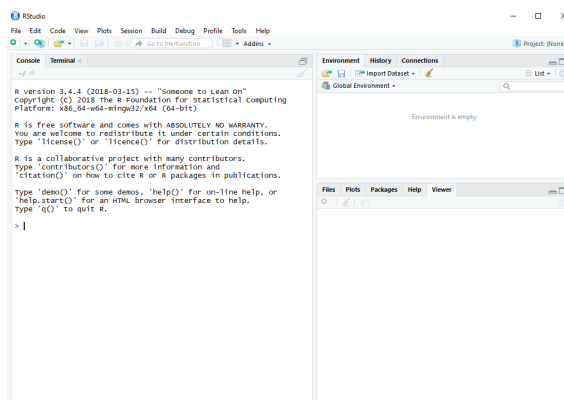 RStudio
File Edit Code View Plots Session Build Debug Profile Tools Help
Go to file/function Addins Project: (None
Console Terminal
~/
R version 3.4.4 (2018-03-15) -- "Someone to Lean On"
Copyright (C) 2018 The R Foundation for Statistical Computing
Platform: x86_64-w64-mingw32/x64 (64-bit)
R is free software and comes with ABSOLUTELY NO WARRANTY.
You are welcome to redistribute it under certain conditions.
Type 'license()' or 'licence()' for distribution details.
R is a collaborative project with many contributors.
Type 'contributors()' for more information and
'citation()' on how to cite R or R packages in publications.
Type 'demo()' for some demos, 'help()' for on-line help, or
'help.start()' for an HTML browser interface to help.
Type 'q()' to quit R.
>
Environment History Connections
Import Dataset List
Global Environment
Environment is empty
Files Plots Packages Help Viewer